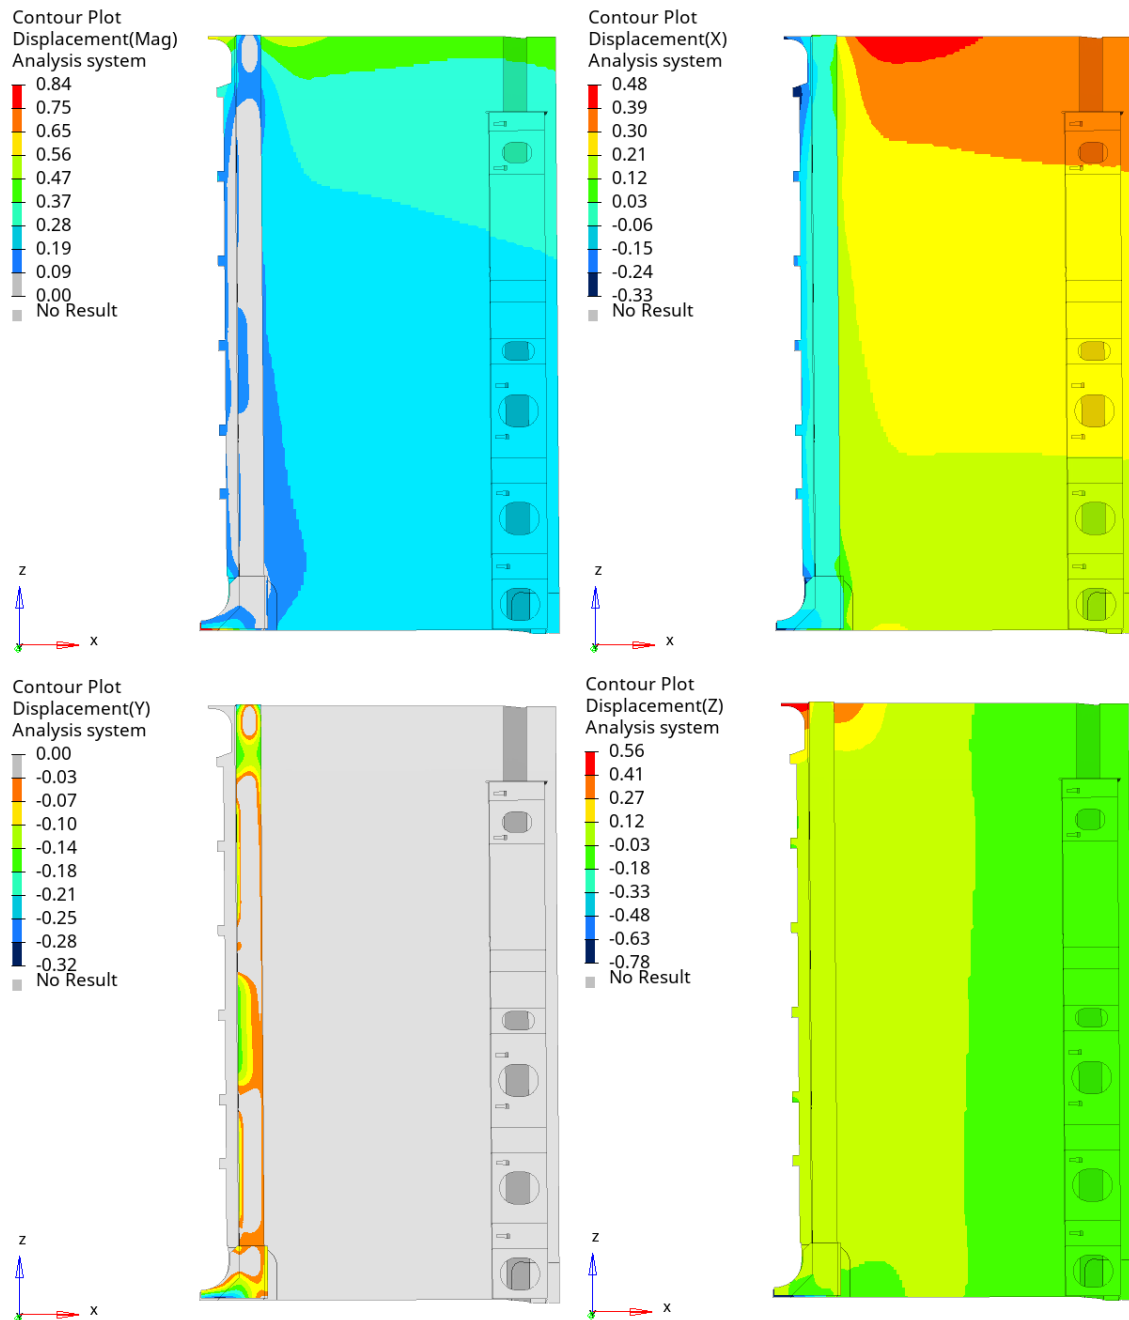 Contour Plot
Displacement(Mag)
Analysis system
0.84
0.75
0.65
0.56
0.47
0.37
0.28
0.19
0.09
0.00
No Result
z
x
Y
Contour Plot
Displacement(X)
Analysis system
0.48
0.39
0.30
0.21
0.12
0.03
-0.06
-0.15
-0.24
-0.33
No Result
z
x
Y
Contour Plot
Displacement(Y)
Analysis system
0.00
-0.03
-0.07
-0.10
-0.14
-0.18
-0.21
-0.25
-0.28
-0.32
No Result
z
x
Y
Contour Plot
Displacement(Z)
Analysis system
0.56
0.41
0.27
0.12
-0.03
-0.18
-0.33
-0.48
-0.63
-0.78
No Result
z
x
Y